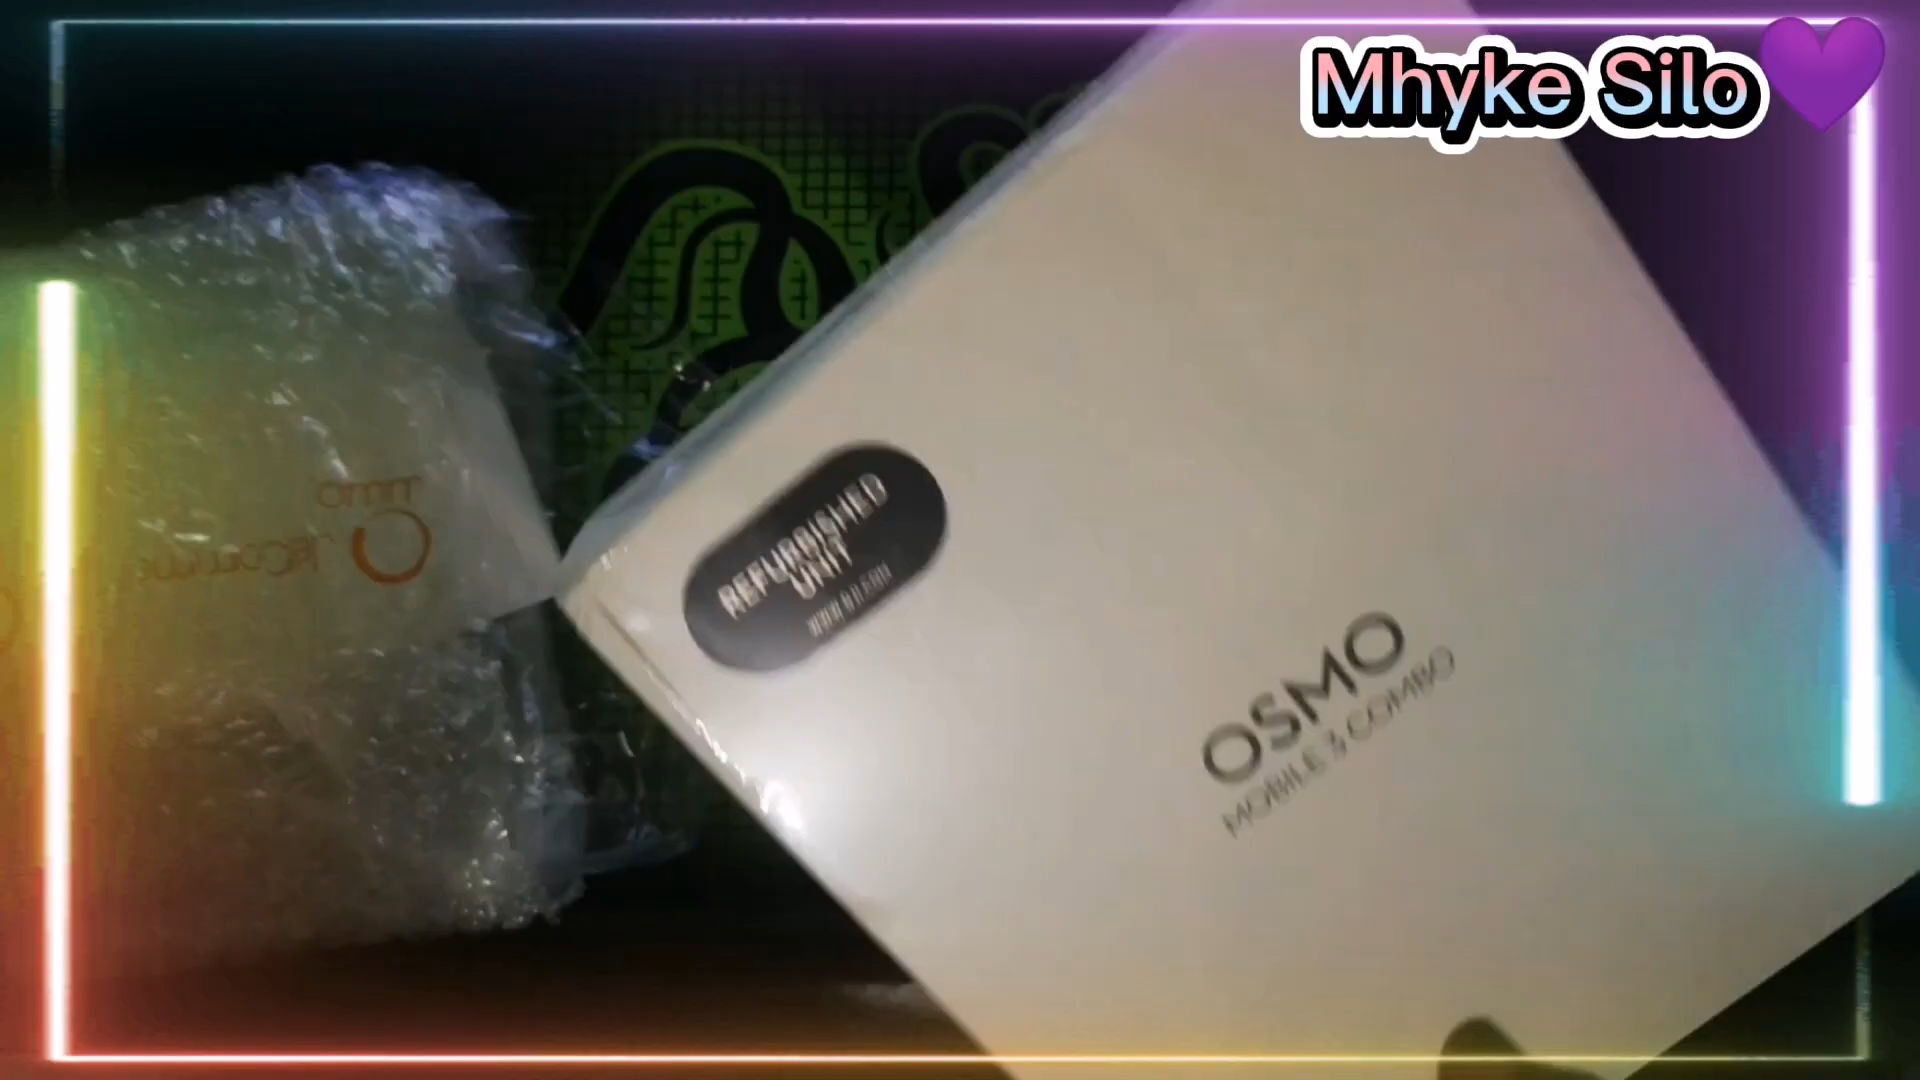 Mhyke Silo💜
REFURBISHED
UNIT
OSMO
MOBILE 3 COMBO